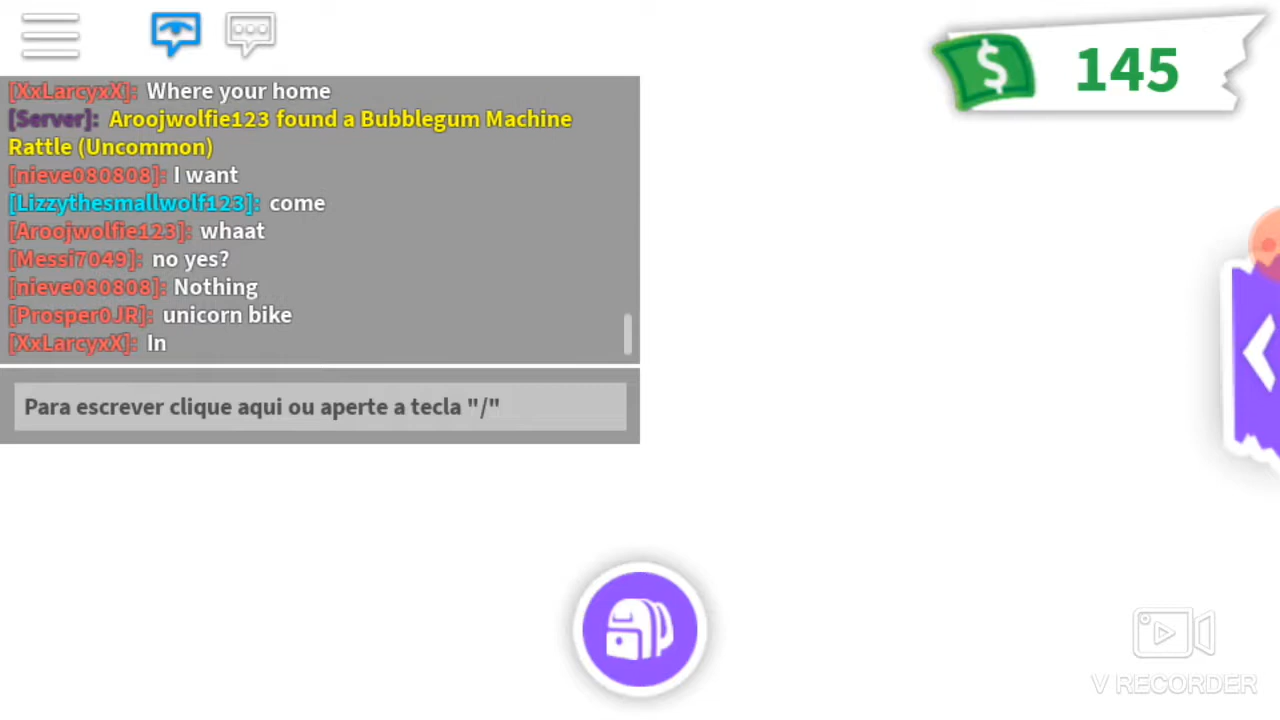 145
[XxLarcyxX]: Where your home
[Server]: Aroojwolfie123 found a Bubblegum Machine
Rattle (Uncommon)
[nieve080808]: I want
[Lizzythesmallwolf123]: come
[Aroojwolfie123]: whaat
[Messi7049]: no yes?
[nieve080808]: Nothing
[Prosper0JR]: unicorn bike
[XxLarcyxX]: In
Para escrever clique aqui ou aperte a tecla "/"
V RECORDER